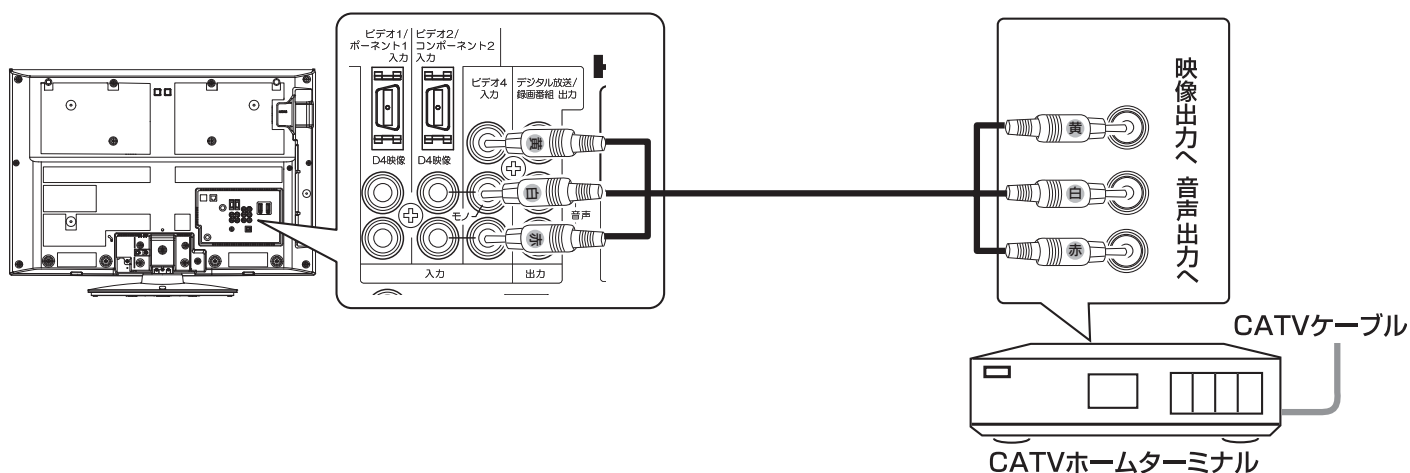 ビデオ1/
ポーネント1
入力
ビデオ2/
コンポーネント2
入力
ビデオ4
入力
デジタル放送/
録画番組 出力
D4映像
D4映像
黄
白
赤
モノ
音声
入力
出力
黄
白
赤
映像出力へ 音声出力へ
CATVケーブル
CATVホームターミナル